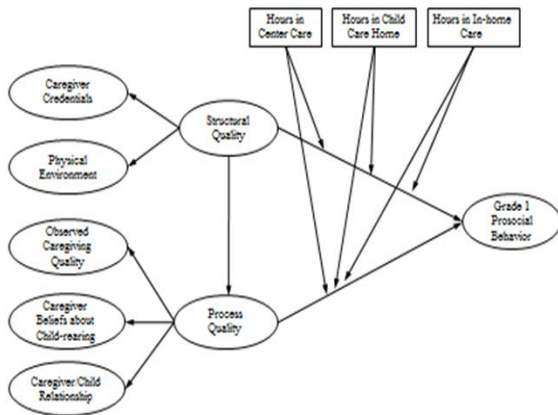 Hours in
Center Care
Hours in Child
Care Home
Hours in In-home
Care
Caregiver
Credentials
Structural
Quality
Physical
Environment
Grade 1
Prosocial
Behavior
Observed
Caregiving
Quality
Caregiver
Beliefs about
Child-rearing
Process
Quality
Caregiver/Child
Relationship